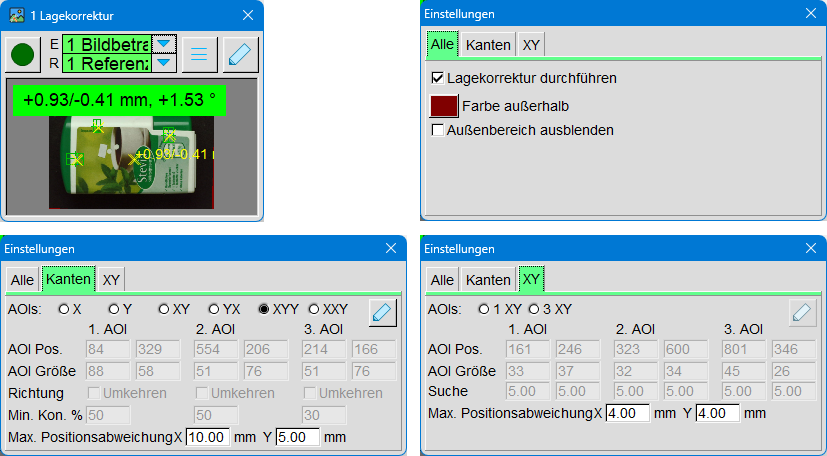 1 Lagekorrektur
E 1 Bildbetra
R 1 Referenz
+0.93/-0.41 mm, +1.53 °
+0.93/-0.41 m
Stevia
Einstellungen
Alle Kanten XY
Lagekorrektur durchführen
Farbe außerhalb
Außenbereich ausblenden
Einstellungen
Alle Kanten XY
AOIs: X Y XY YX XYY XXY
1. AOI 2. AOI 3. AOI
AOI Pos. 84 329 554 206 214 166
AOI Größe 88 58 51 76 51 76
Richtung Umkehren Umkehren Umkehren
Min. Kon. % 50 50 30
Max. Positionsabweichung X 10.00 mm Y 5.00 mm
Einstellungen
Alle Kanten XY
AOIs: 1 XY 3 XY
1. AOI 2. AOI 3. AOI
AOI Pos. 161 246 323 600 801 346
AOI Größe 33 37 32 34 45 26
Suche 5.00 5.00 5.00 5.00 5.00 5.00
Max. Positionsabweichung X 4.00 mm Y 4.00 mm